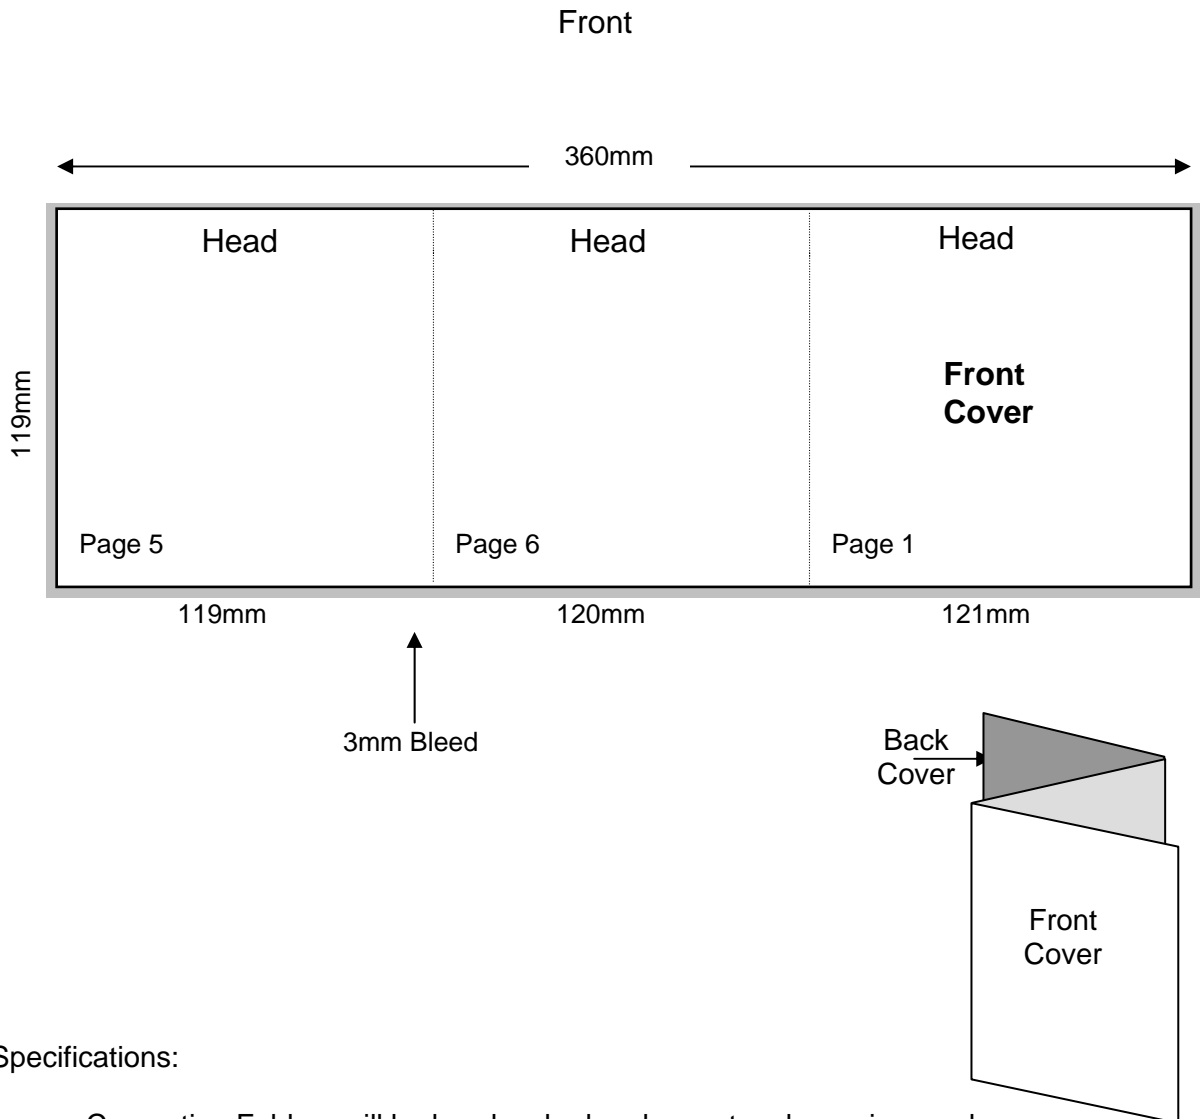 Front
360mm
Head Head Head
119mm
Front
Cover
Page 5 Page 6 Page 1
119mm 120mm 121mm
3mm Bleed
Back
Cover
Front
Cover
Specifications: